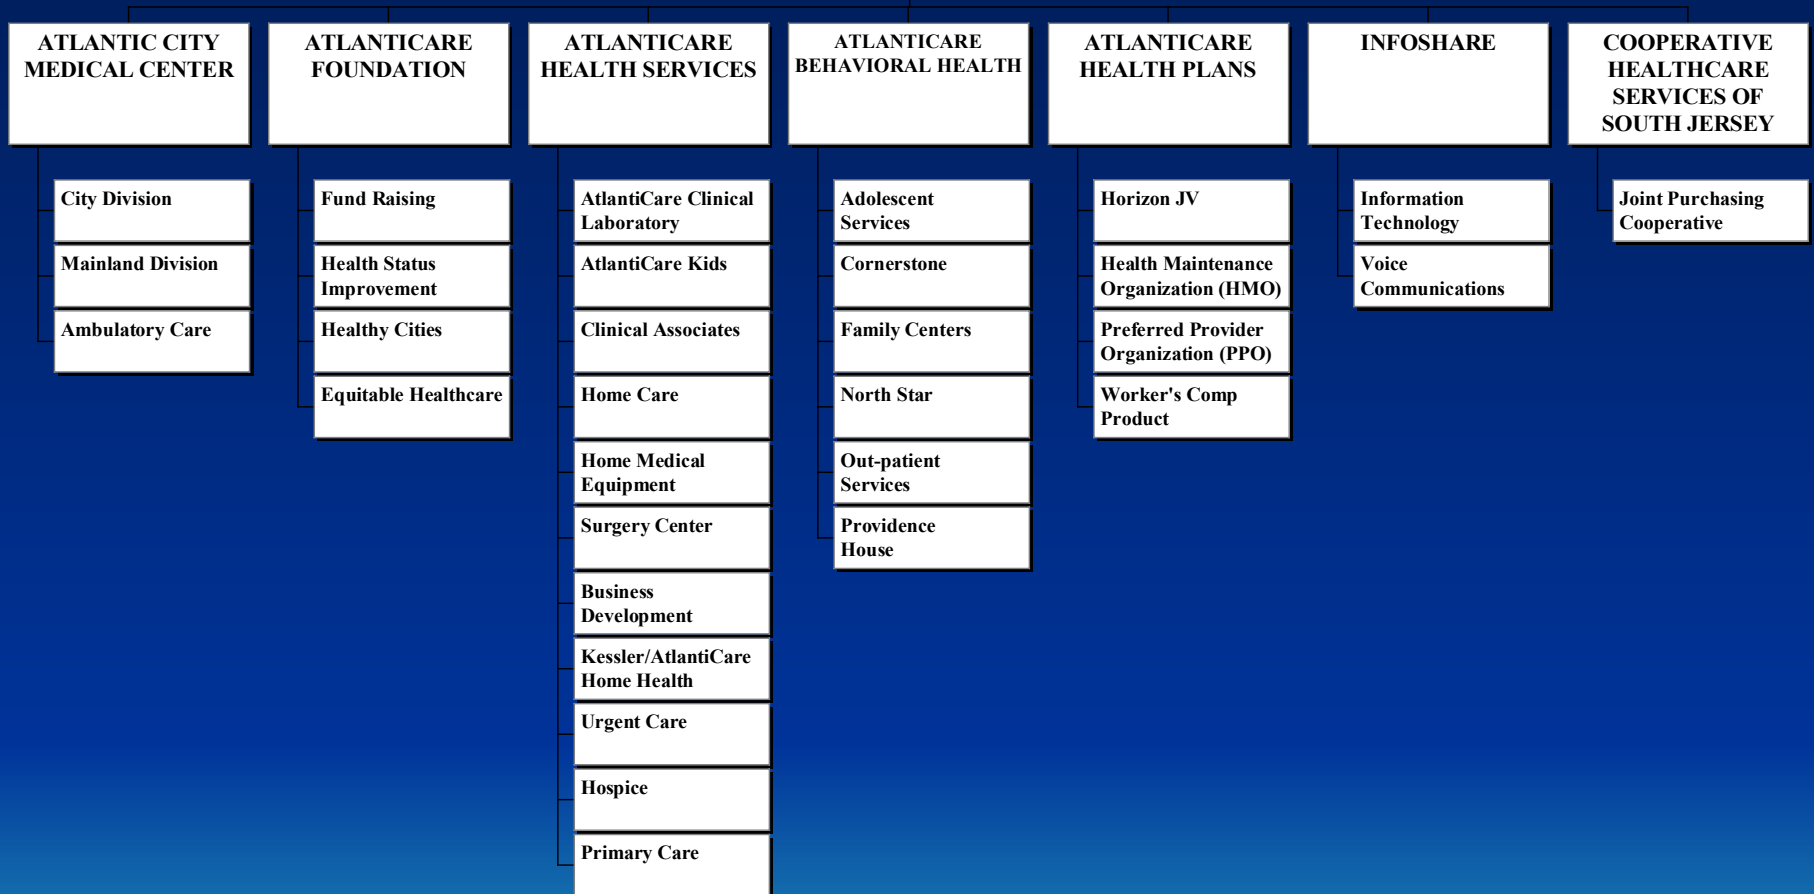 ATLANTIC CITY
MEDICAL CENTER
City Division
Mainland Division
Ambulatory Care
ATLANTICARE
FOUNDATION
Fund Raising
Health Status
Improvement
Healthy Cities
Equitable Healthcare
ATLANTICARE
HEALTH SERVICES
AtlantiCare Clinical
Laboratory
AtlantiCare Kids
Clinical Associates
Home Care
Home Medical
Equipment
Surgery Center
Business
Development
Kessler/AtlantiCare
Home Health
Urgent Care
Hospice
Primary Care
ATLANTICARE
BEHAVIORAL HEALTH
Adolescent
Services
Cornerstone
Family Centers
North Star
Out-patient
Services
Providence
House
ATLANTICARE
HEALTH PLANS
Horizon JV
Health Maintenance
Organization (HMO)
Preferred Provider
Organization (PPO)
Worker's Comp
Product
INFOSHARE
Information
Technology
Voice
Communications
COOPERATIVE
HEALTHCARE
SERVICES OF
SOUTH JERSEY
Joint Purchasing
Cooperative